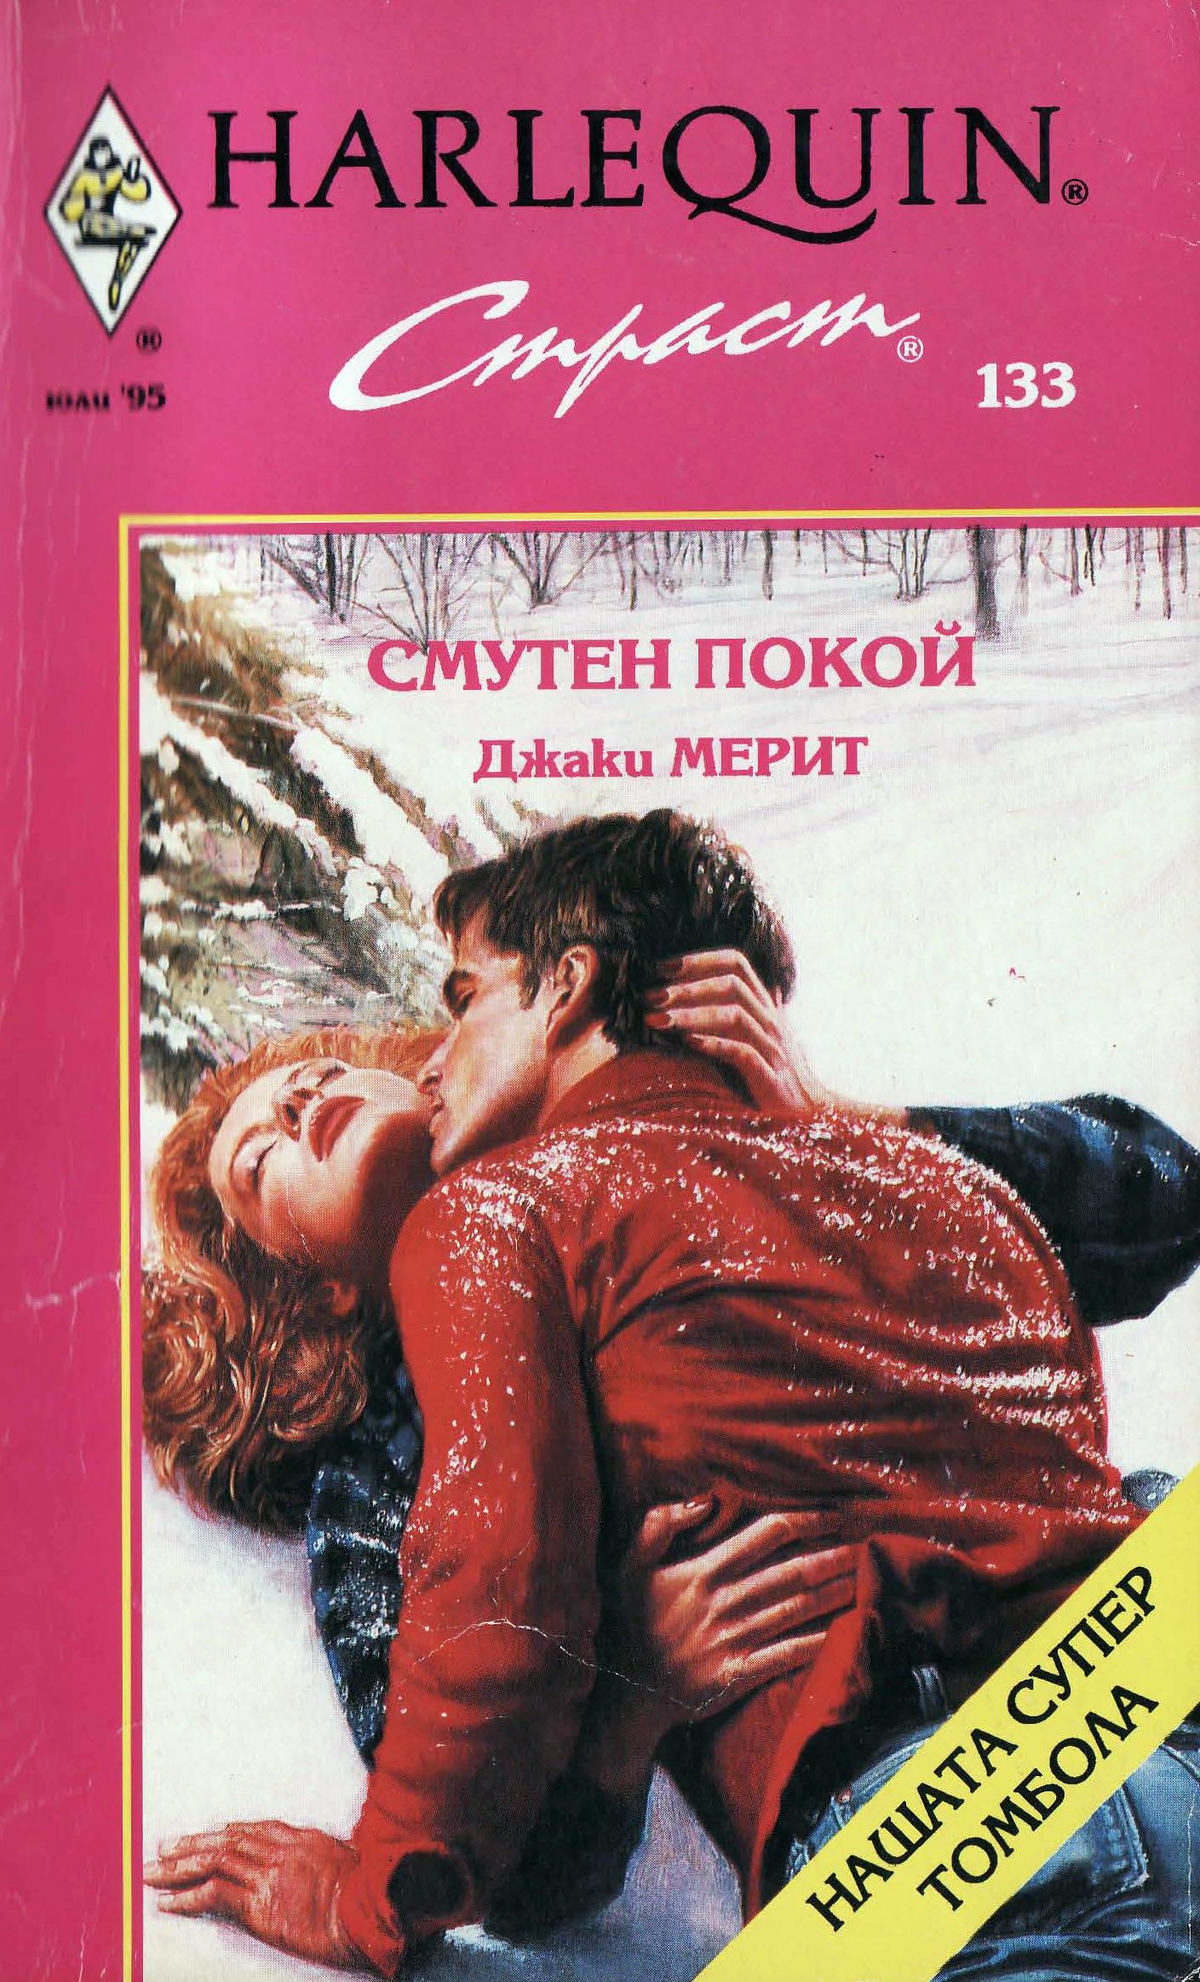 HARLEQUIN®
Страст®
®
Юли '95
133
СМУТЕН ПОКОЙ
Джаки МЕРИТ
НАШАТА СУПЕР
ТОМБОЛА